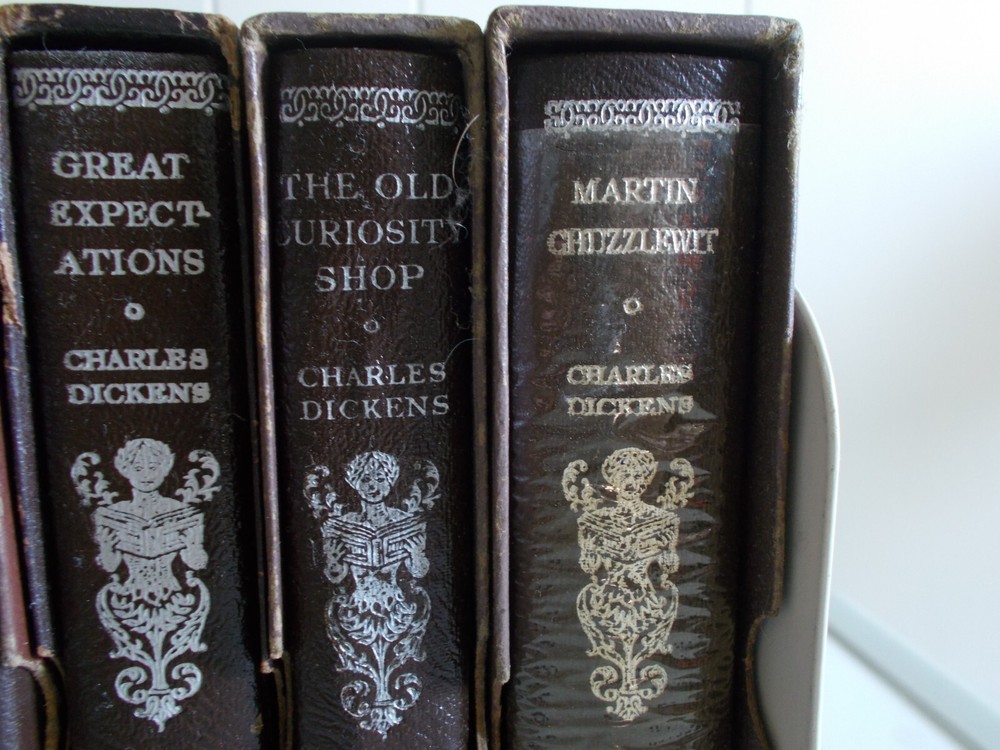 GREAT
EXPECT-
ATIONS
CHARLES
DICKENS
THE OLD
CURIOSITY
SHOP
CHARLES
DICKENS
MARTIN
CHUZZLEWIT
CHARLES
DICKENS